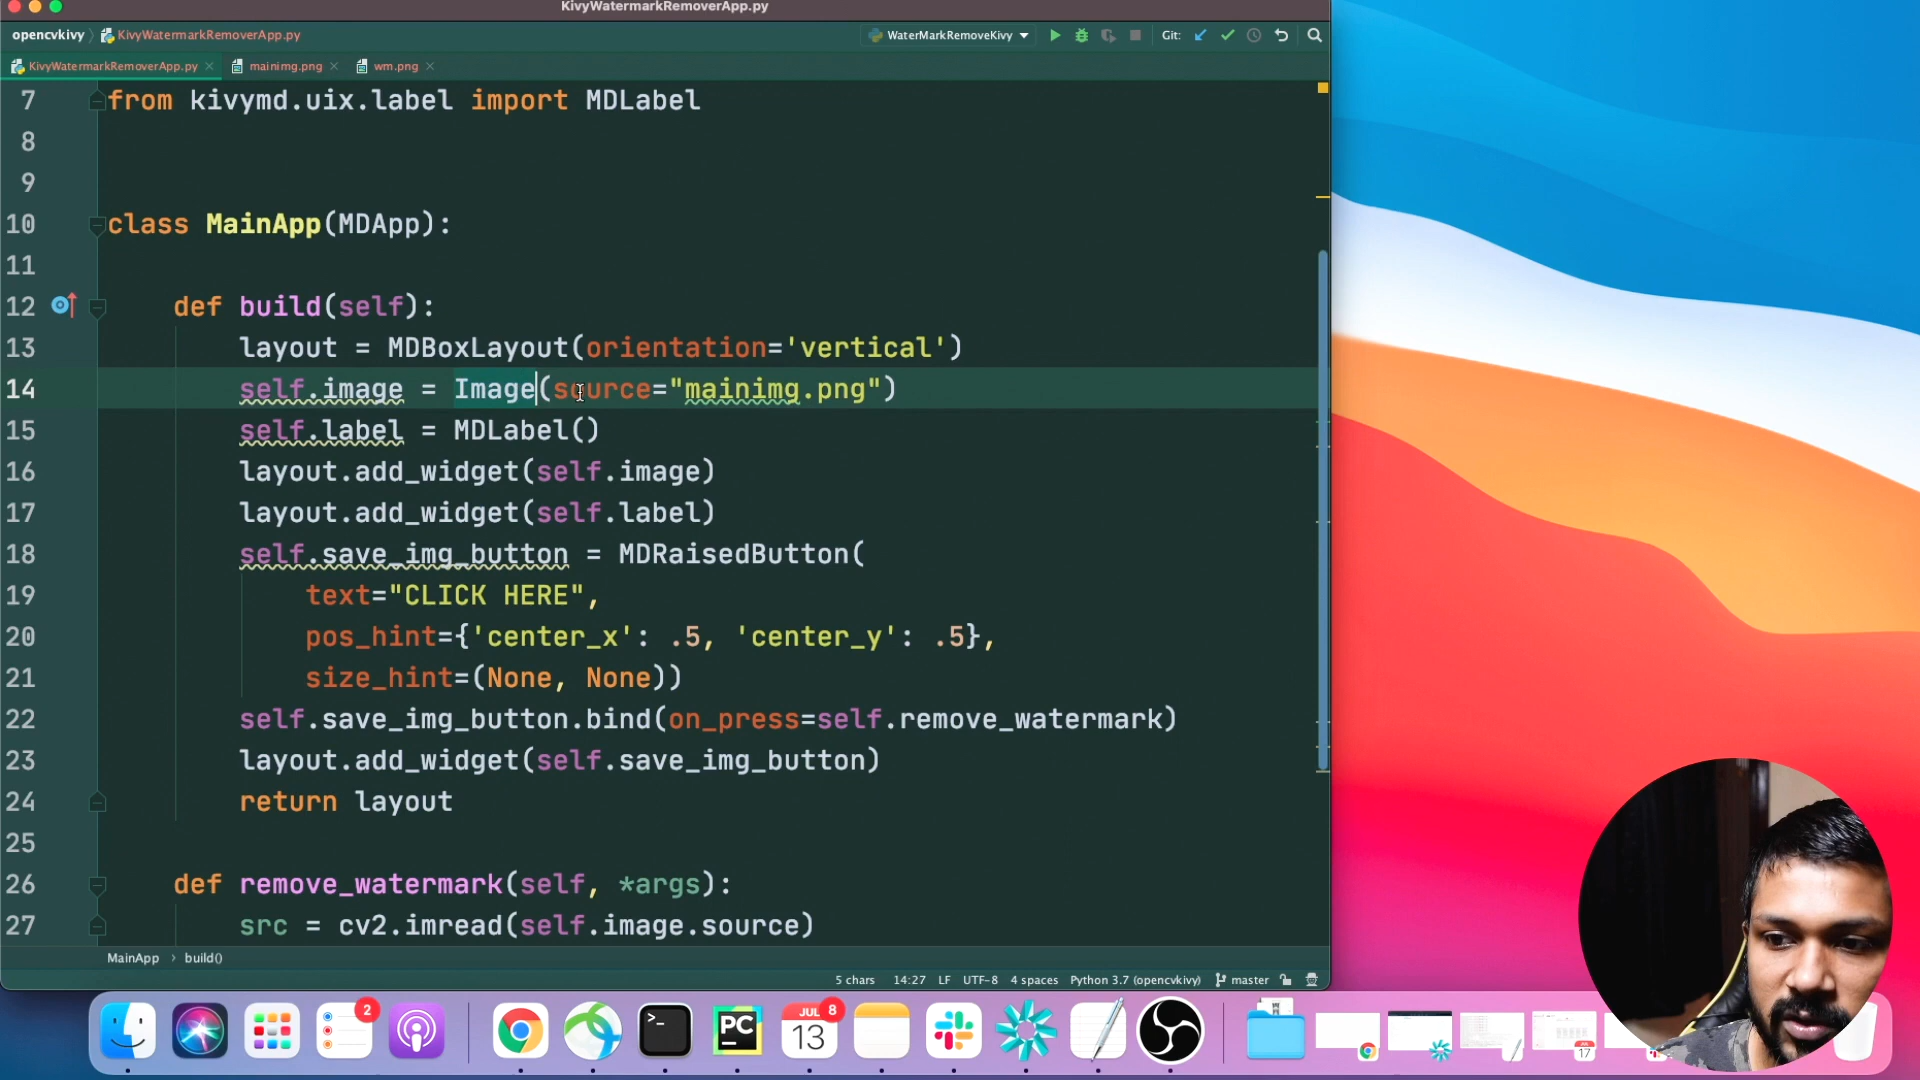 KivyWatermarkRemoverApp.py
opencvkivy KivyWatermarkRemoverApp.py WaterMarkRemoveKivy Git:
KivyWatermarkRemoverApp.py mainimg.png wm.png
7 from kivymd.uix.label import MDLabel
8
9
10 class MainApp(MDApp):
11
12 def build(self):
13 layout = MDBoxLayout(orientation='vertical')
14 self.image = Image(source="mainimg.png")
15 self.label = MDLabel()
16 layout.add_widget(self.image)
17 layout.add_widget(self.label)
18 self.save_img_button = MDRaisedButton(
19 text="CLICK HERE",
20 pos_hint={'center_x': .5, 'center_y': .5},
21 size_hint=(None, None))
22 self.save_img_button.bind(on_press=self.remove_watermark)
23 layout.add_widget(self.save_img_button)
24 return layout
25
26 def remove_watermark(self, *args):
27 src = cv2.imread(self.image.source)
MainApp › build()
5 chars 14:27 LF UTF-8 4 spaces Python 3.7 (opencvkivy) master
2 >_ PC JUL 13 8 17